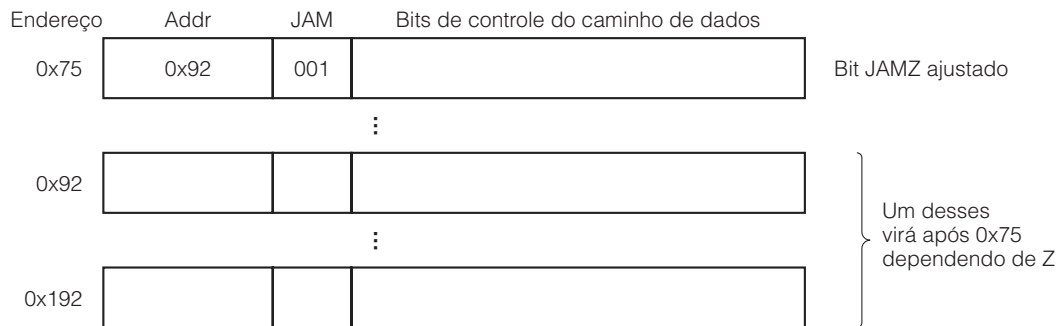 Endereço Addr JAM Bits de controle do caminho de dados
0x75 0x92 001 Bit JAMZ ajustado
0x92
Um desses
virá após 0x75
dependendo de Z
0x192